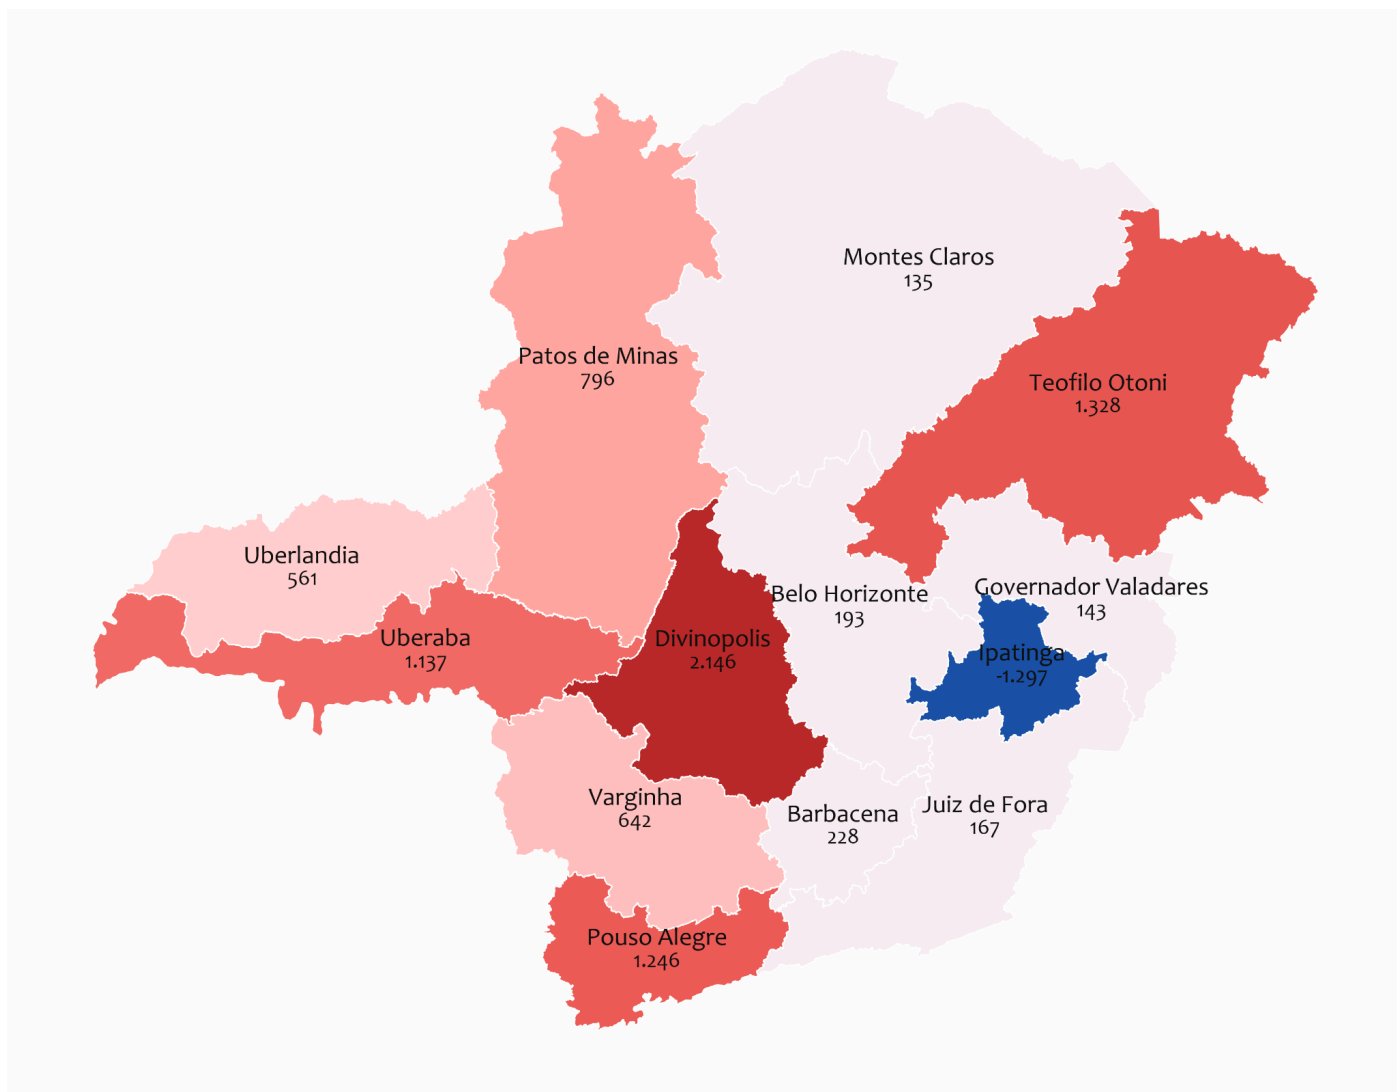 Montes Claros
135
Patos de Minas
796
Teofilo Otoni
1.328
Uberlandia
561
Belo Horizonte
193
Governador Valadares
143
Uberaba
1.137
Divinopolis
2.146
Ipatinga
-1.297
Varginha
642
Barbacena
228
Juiz de Fora
167
Pouso Alegre
1.246